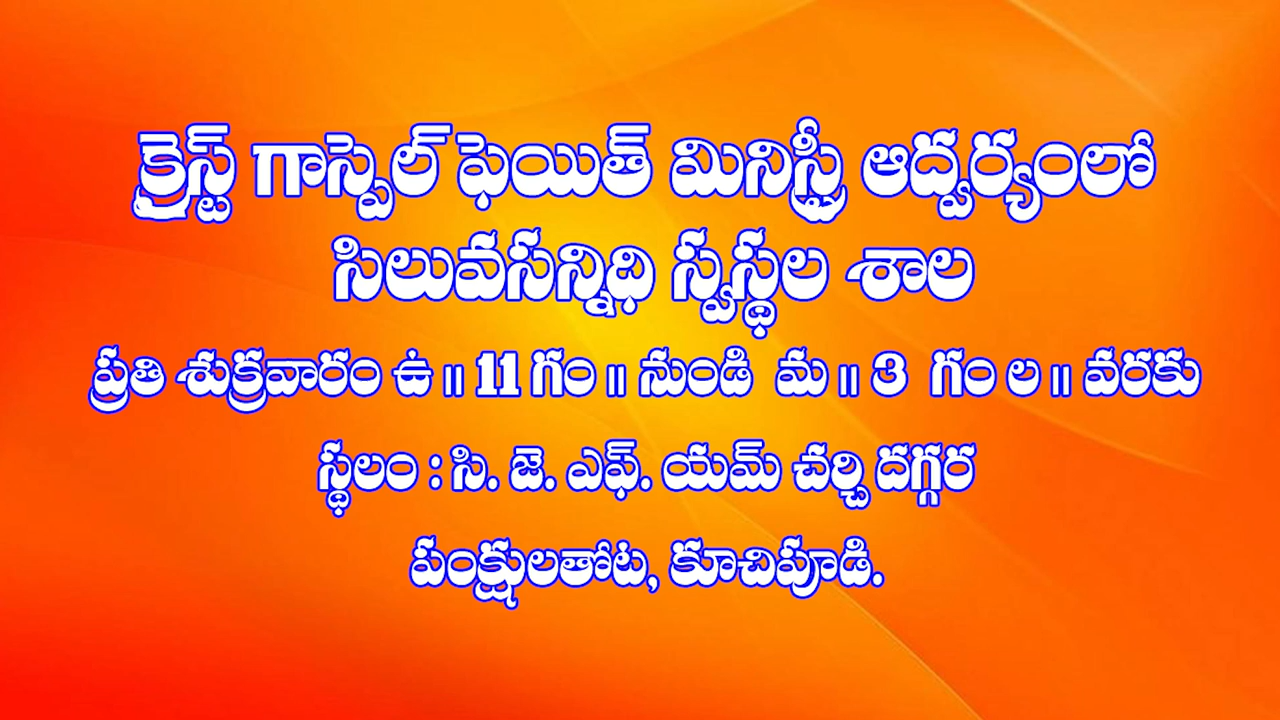 క్రైస్ట్ గాస్పెల్ ఫెయిత్ మినిస్ట్రీ ఆద్వర్యంలో
సిలువసన్నిధి స్వస్థల శాల
ప్రతి శుక్రవారం ఉ॥ 11 గం॥ నుండి మ॥ 3 గం ల॥ వరకు
స్థలం : సి. జె. ఎఫ్. యమ్ చర్చి దగ్గర
పంక్షులతోట, కూచిపూడి.